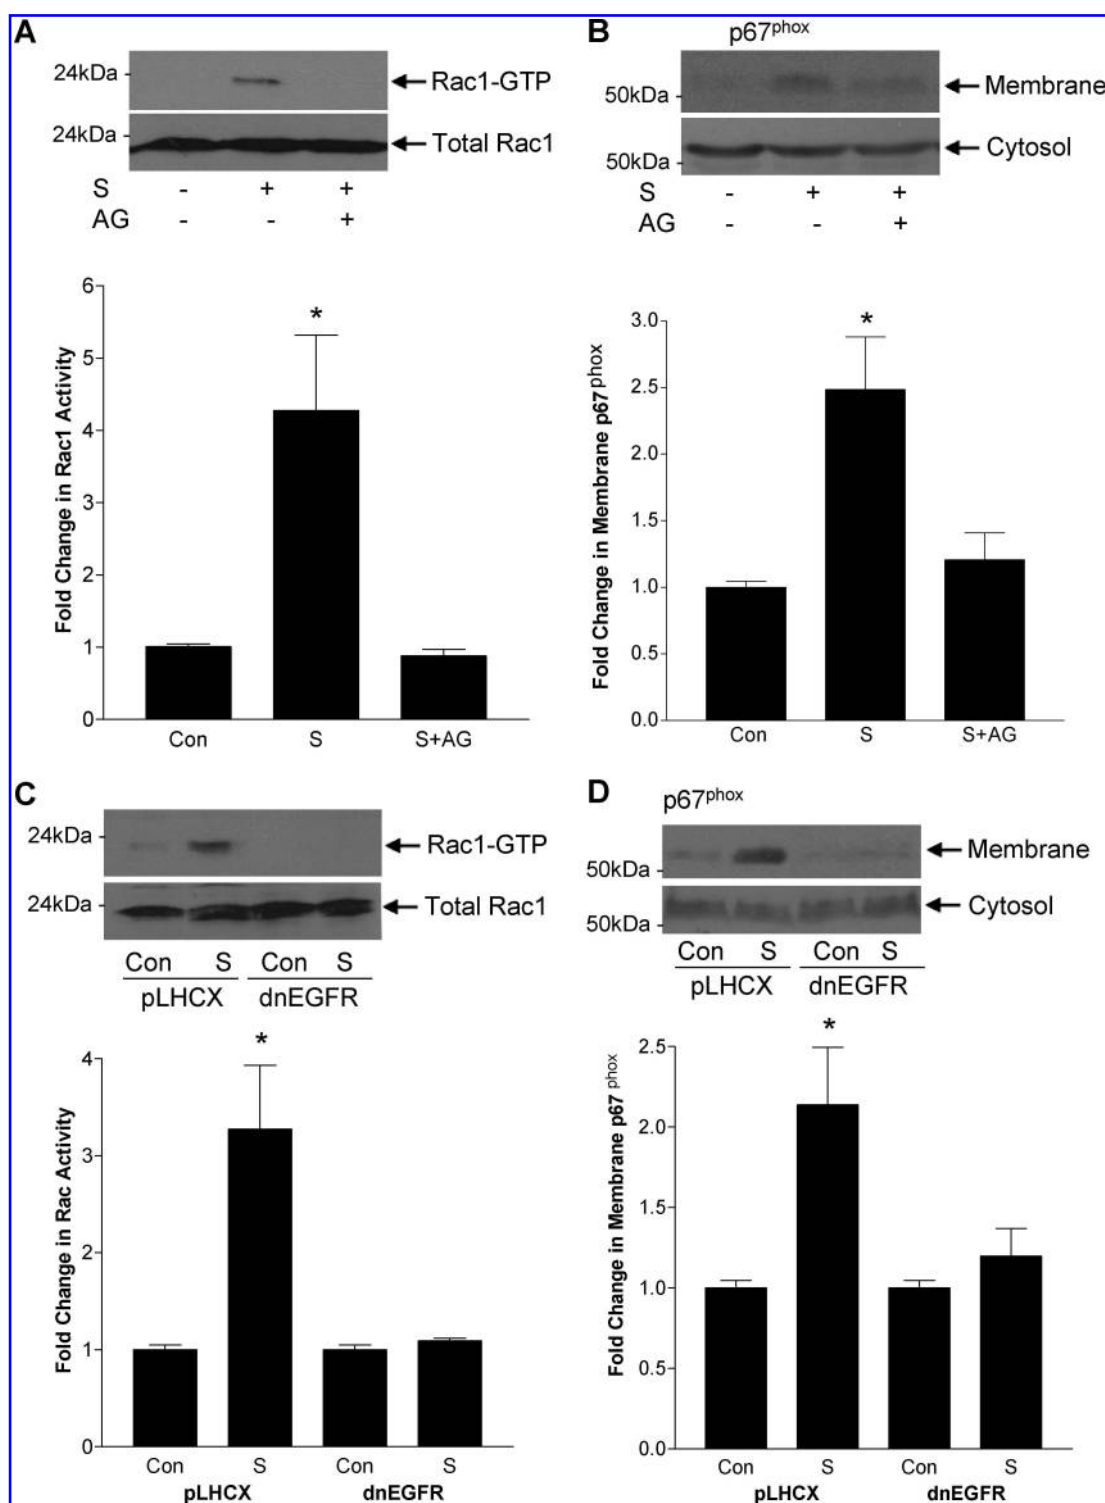 A
24kDa
Rac1-GTP
24kDa
Total Rac1
S - + +
AG - - +
6
5
4
3
2
1
0
Fold Change in Rac1 Activity
*
Con S S+AG
B
p67phox
50kDa
Membrane
50kDa
Cytosol
S - + +
AG - - +
3.0
2.5
2.0
1.5
1.0
0.5
0.0
Fold Change in Membrane p67phox
*
Con S S+AG
C
24kDa
Rac1-GTP
24kDa
Total Rac1
Con S Con S
pLHCX dnEGFR
4
3
2
1
0
Fold Change in Rac Activity
*
Con S Con S
pLHCX dnEGFR
D
p67phox
50kDa
Membrane
50kDa
Cytosol
Con S Con S
pLHCX dnEGFR
2.5
2.0
1.5
1.0
0.5
0.0
Fold Change in Membrane p67 phox
*
Con S Con S
pLHCX dnEGFR